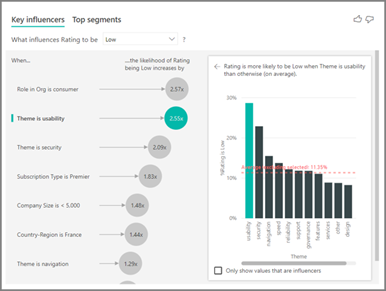 Key influencers Top segments
What influences Rating to be Low ?
When...
...the likelihood of Rating being Low increases by
Role in Org is consumer 2.57x
Theme is usability 2.55x
Theme is security 2.09x
Subscription Type is Premier 1.83x
Company Size is < 5,000 1.48x
Country-Region is France 1.44x
Theme is navigation 1.29x
← Rating is more likely to be Low when Theme is usability
than otherwise (on average).
30%
20%
10%
0%
%Rating is Low
11.35%
usability
security
navigation
speed
reliability
support
governance
features
services
other
design
Theme
Only show values that are influencers